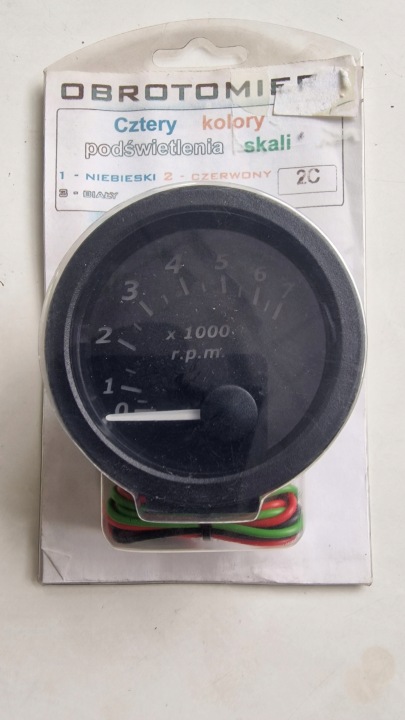 OBROTOMIE
Cztery kolory
podświetlenia skali
1 - NIEBIESKI 2 - CZERWONY
3 - BIAŁY
2C
0
1
2
3
4
5
6
7
x 1000
r.p.m.